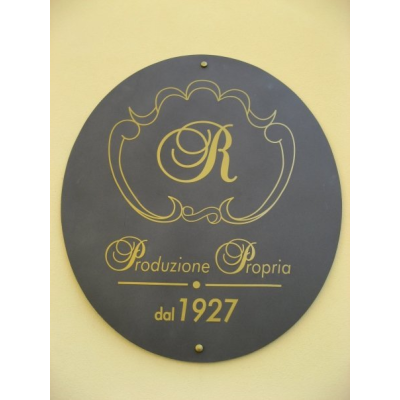 R
Produzione Propria
dal 1927